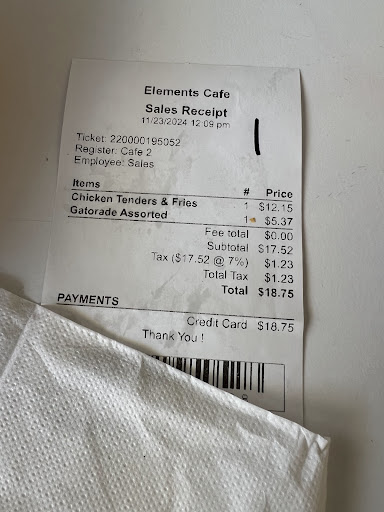 Elements Cafe
Sales Receipt
11/23/2024 12:09 pm
Ticket: 220000195052
Register: Cafe 2
Employee: Sales
Items # Price
Chicken Tenders & Fries 1 $12.15
Gatorade Assorted 1 $5.37
Fee total $0.00
Subtotal $17.52
Tax ($17.52 @ 7%) $1.23
Total Tax $1.23
Total $18.75
PAYMENTS
Credit Card $18.75
Thank You !